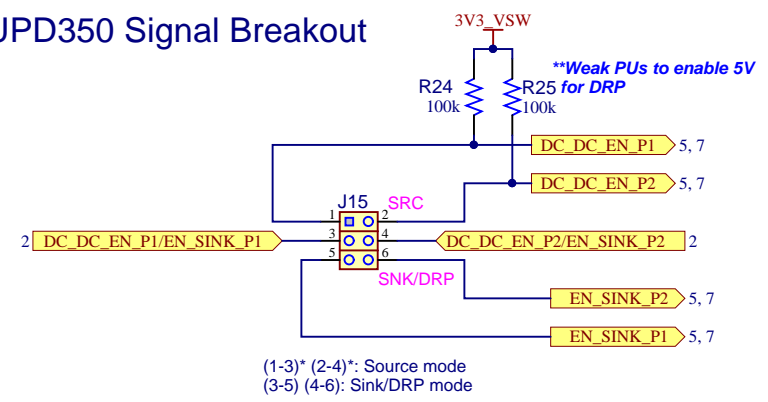 UPD350 Signal Breakout
3V3_VSW
**Weak PUs to enable 5V
for DRP
R24
100k
R25
100k
DC_DC_EN_P1 5, 7
DC_DC_EN_P2 5, 7
J15 SRC
1 2
2 DC_DC_EN_P1/EN_SINK_P1 3 4 DC_DC_EN_P2/EN_SINK_P2 2
5 6
SNK/DRP
EN_SINK_P2 5, 7
EN_SINK_P1 5, 7
(1-3)* (2-4)*: Source mode
(3-5) (4-6): Sink/DRP mode